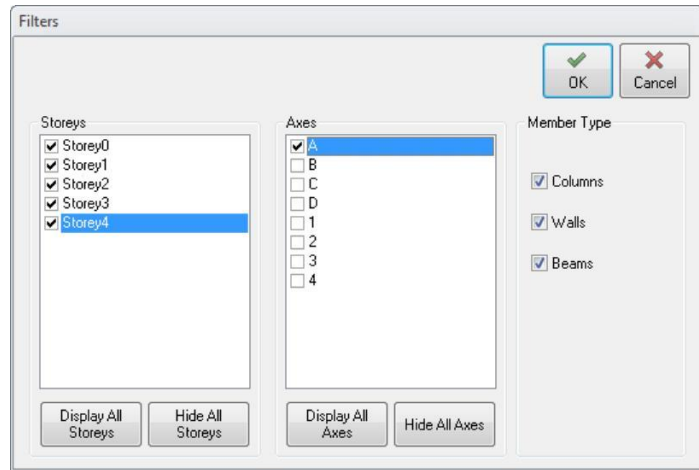 Filters
OK
Cancel
Storeys
Storey0
Storey1
Storey2
Storey3
Storey4
Display All
Storeys
Hide All
Storeys
Axes
A
B
C
D
1
2
3
4
Display All
Axes
Hide All Axes
Member Type
Columns
Walls
Beams